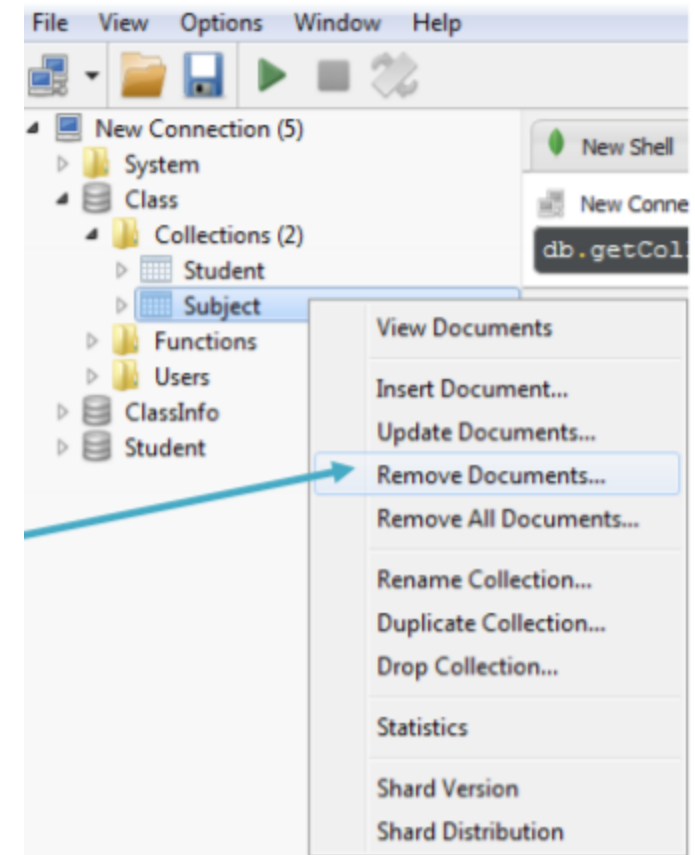 File View Options Window Help
New Connection (5)
System
Class
Collections (2)
Student
Subject
Functions
Users
ClassInfo
Student
New Shell
New Conne
db.getCol
View Documents
Insert Document...
Update Documents...
Remove Documents...
Remove All Documents...
Rename Collection...
Duplicate Collection...
Drop Collection...
Statistics
Shard Version
Shard Distribution